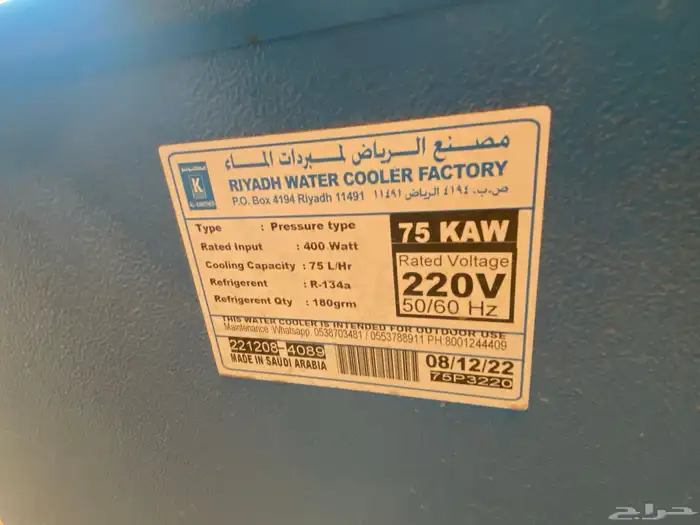 مصنع الرياض لمبردات الماء
RIYADH WATER COOLER FACTORY
P.O. Box 4194 Riyadh 11491 ص.ب. ٤١٩٤ الرياض ١١٤٩١
K
Type : Pressure type
Rated Input : 400 Watt
Cooling Capacity : 75 L/Hr
Refrigerent : R-134a
Refrigerent Qty : 180grm
75 KAW
Rated Voltage
220V
50/60 Hz
THIS WATER COOLER IS INTENDED FOR OUTDOOR USE
Maintenance Whatsapp. 0538703481 / 0553788911 PH:8001244409
221208-4089
MADE IN SAUDI ARABIA
08/12/22
75P3220
حراج